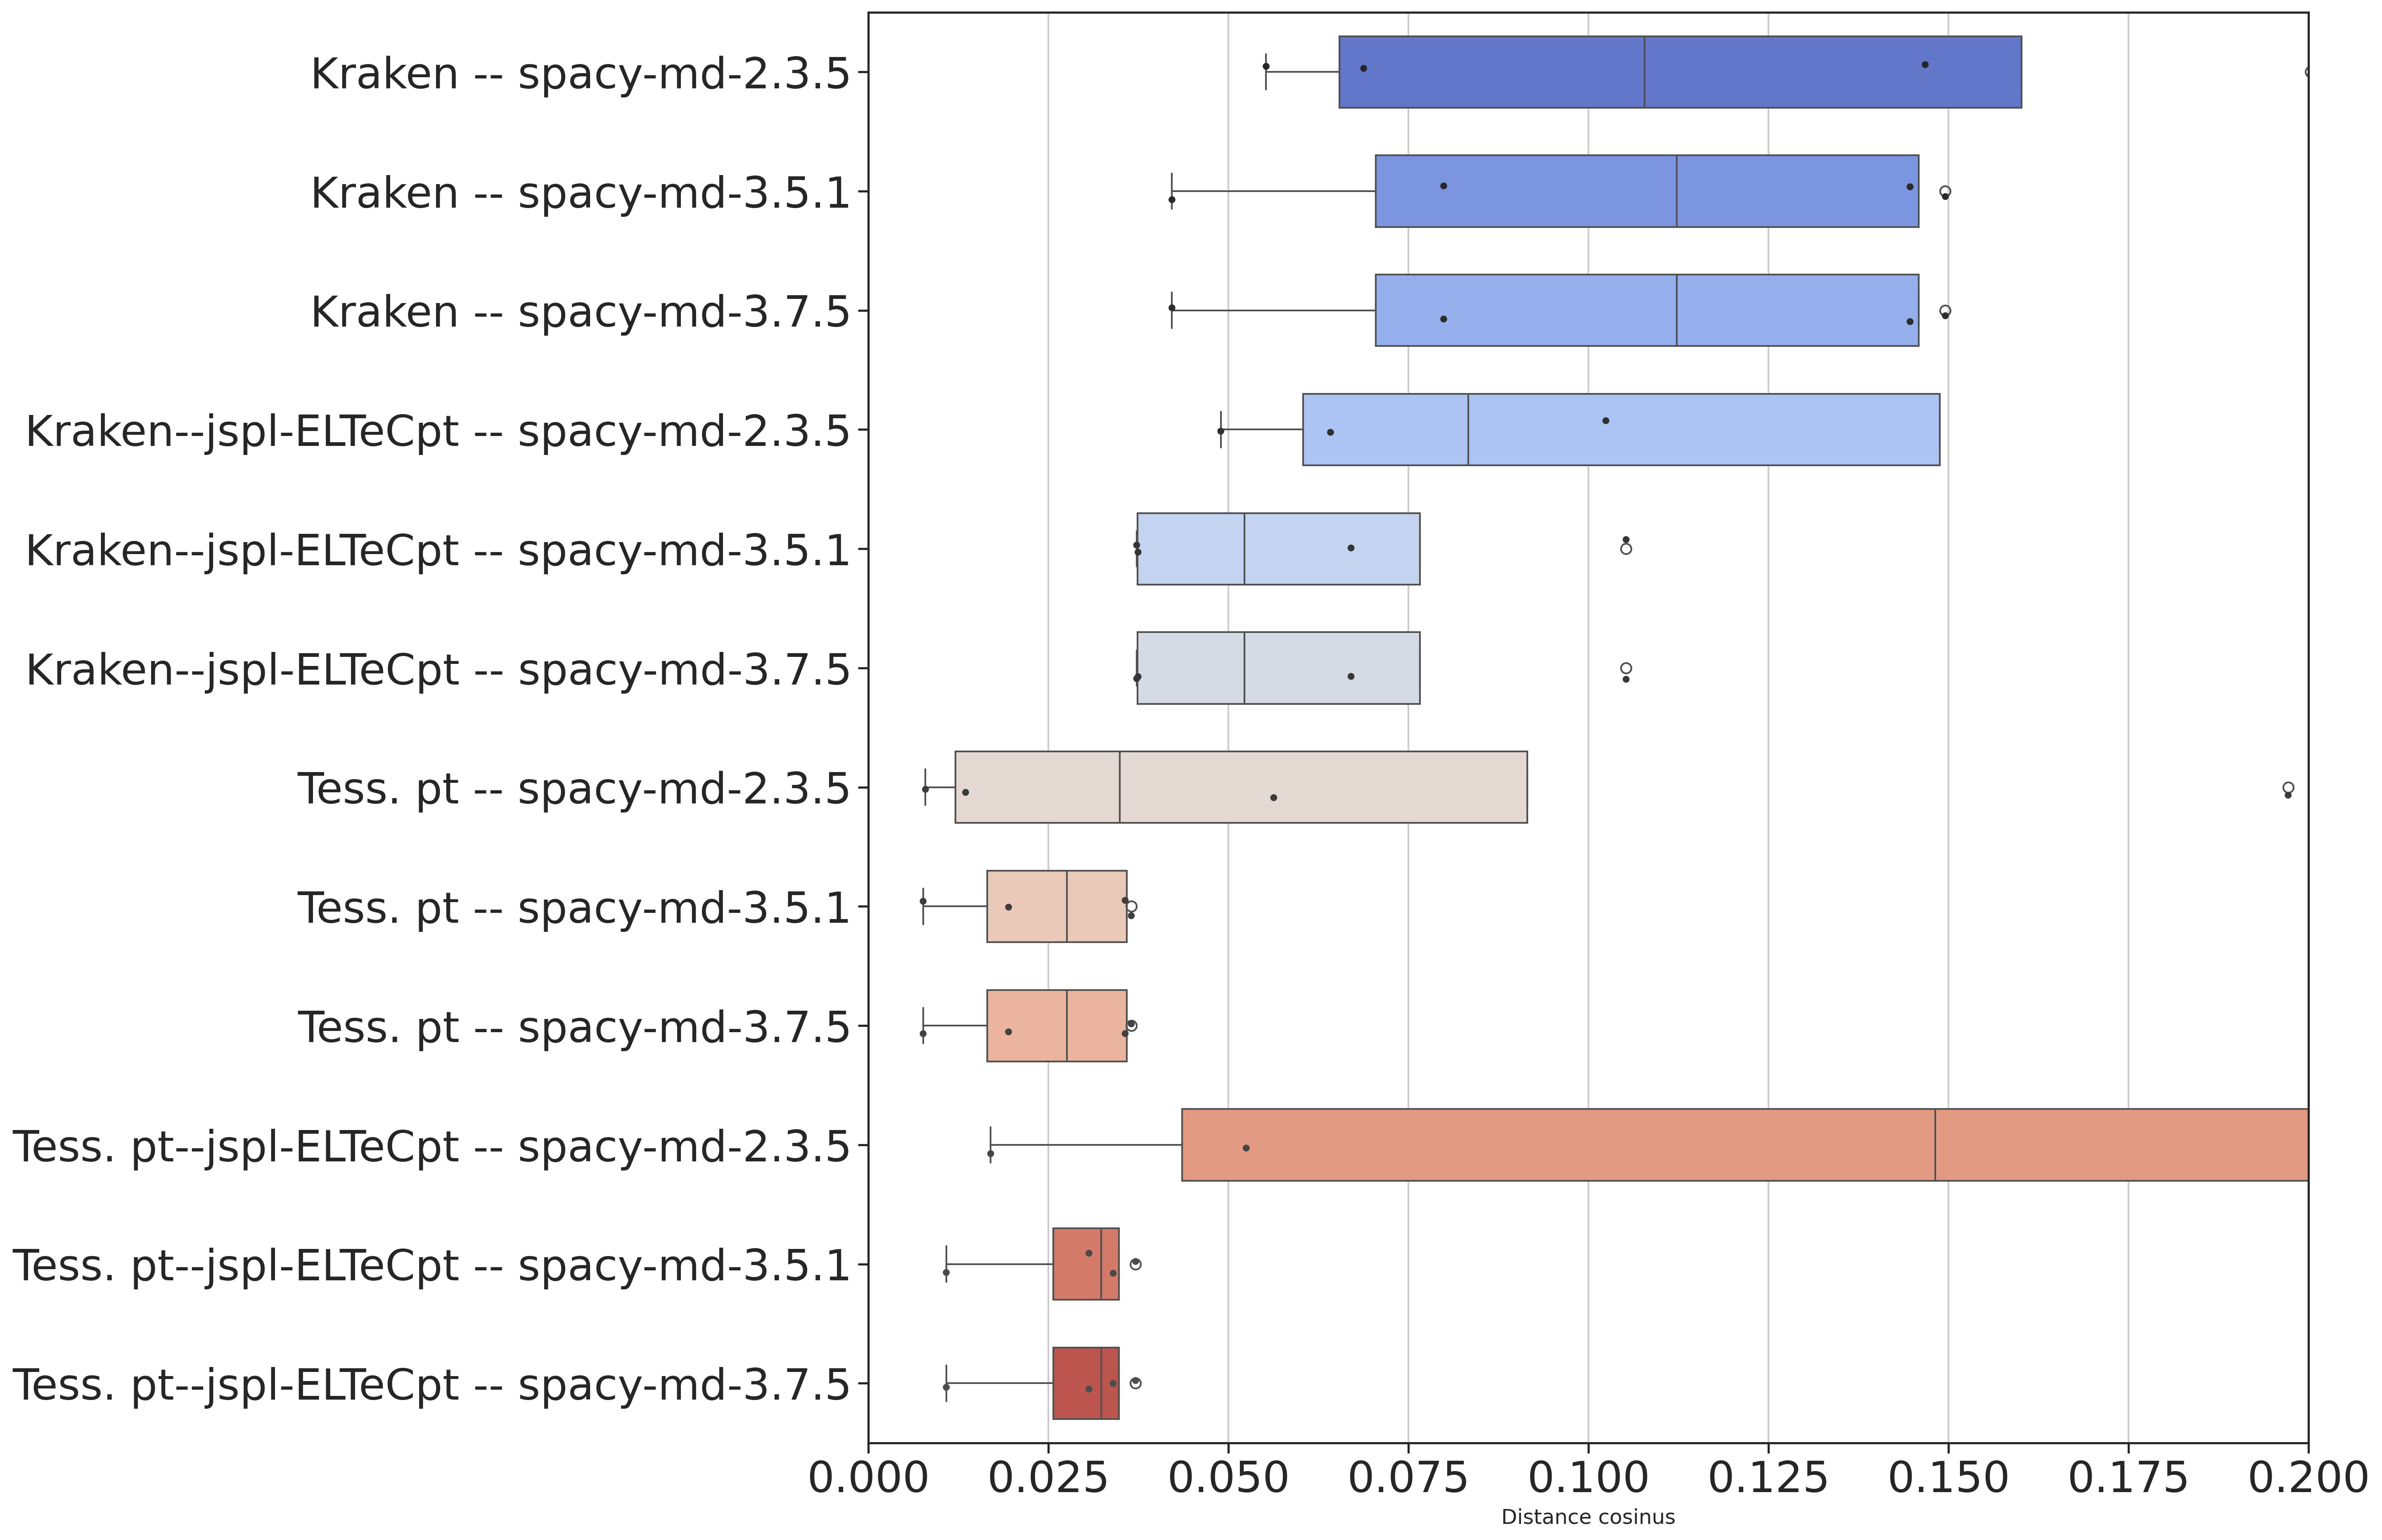 Kraken -- spacy-md-2.3.5
Kraken -- spacy-md-3.5.1
Kraken -- spacy-md-3.7.5
Kraken--jspl-ELTeCpt -- spacy-md-2.3.5
Kraken--jspl-ELTeCpt -- spacy-md-3.5.1
Kraken--jspl-ELTeCpt -- spacy-md-3.7.5
Tess. pt -- spacy-md-2.3.5
Tess. pt -- spacy-md-3.5.1
Tess. pt -- spacy-md-3.7.5
Tess. pt--jspl-ELTeCpt -- spacy-md-2.3.5
Tess. pt--jspl-ELTeCpt -- spacy-md-3.5.1
Tess. pt--jspl-ELTeCpt -- spacy-md-3.7.5
0.000 0.025 0.050 0.075 0.100 0.125 0.150 0.175 0.200
Distance cosinus